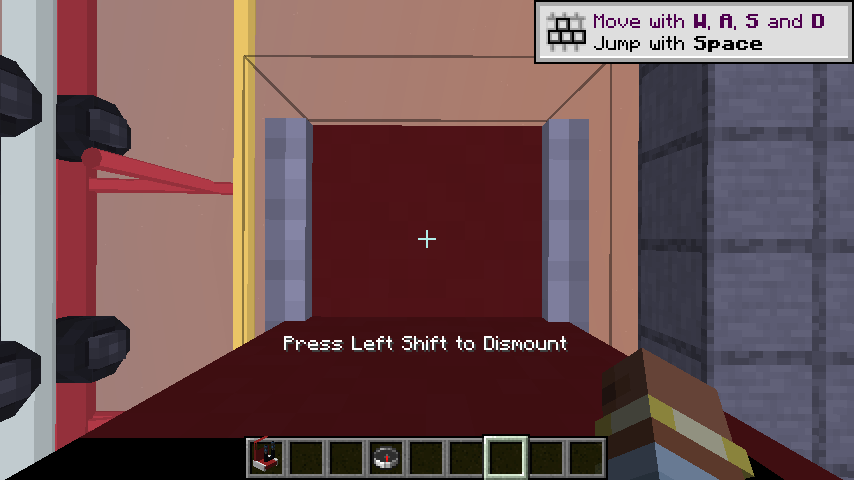 Move with W, A, S and D
Jump with Space
Press Left Shift to Dismount